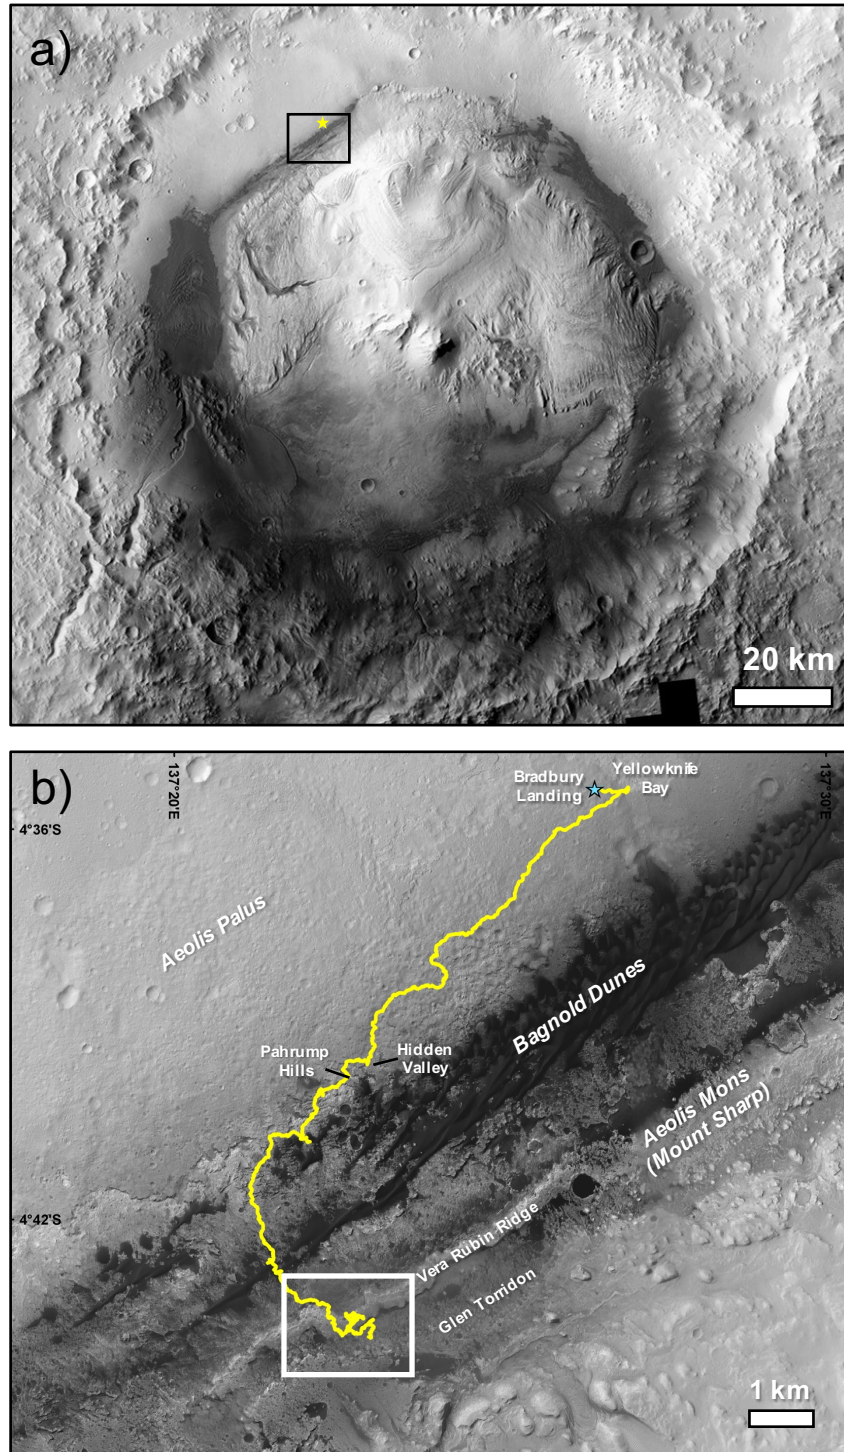 a)
20 km
b)
137°20'E
137°30'E
Bradbury
Landing
Yellowknife
Bay
4°36'S
Aeolis Palus
Bagnold Dunes
Pahrump
Hills
Hidden
Valley
Aeolis Mons
(Mount Sharp)
4°42'S
Vera Rubin Ridge
Glen Torridon
1 km